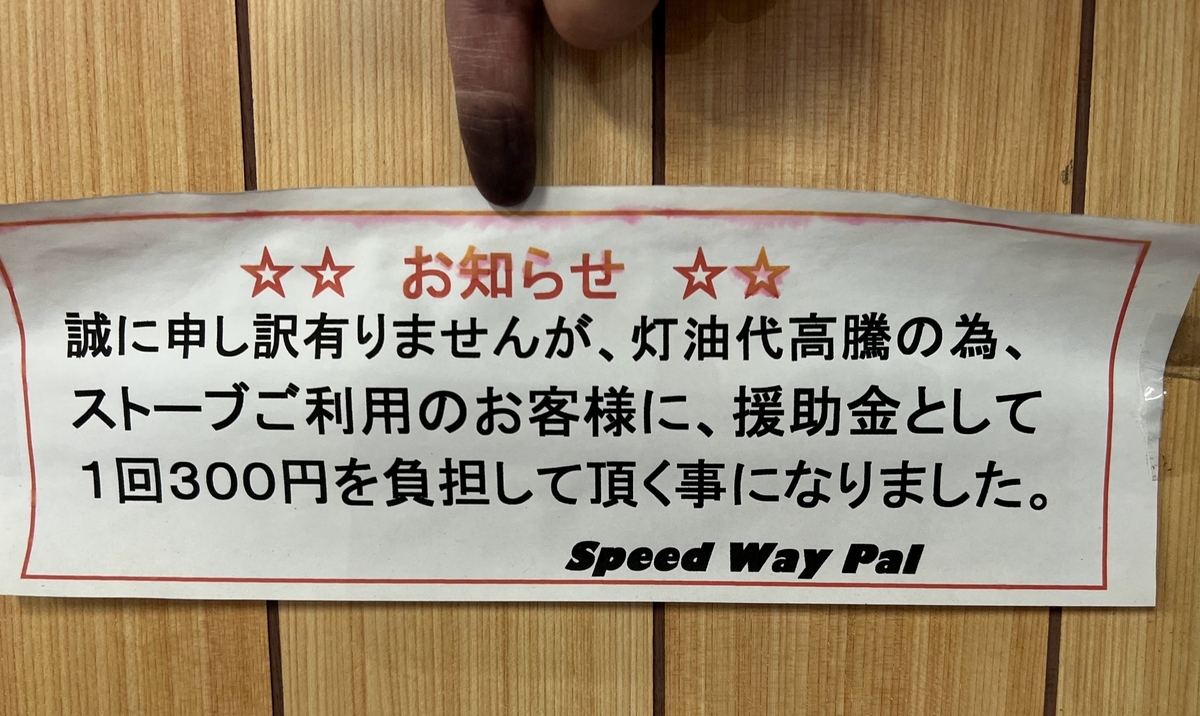 ☆☆ お知らせ ☆☆
誠に申し訳有りませんが、灯油代高騰の為、
ストーブご利用のお客様に、援助金として
１回３００円を負担して頂く事になりました。
Speed Way Pal